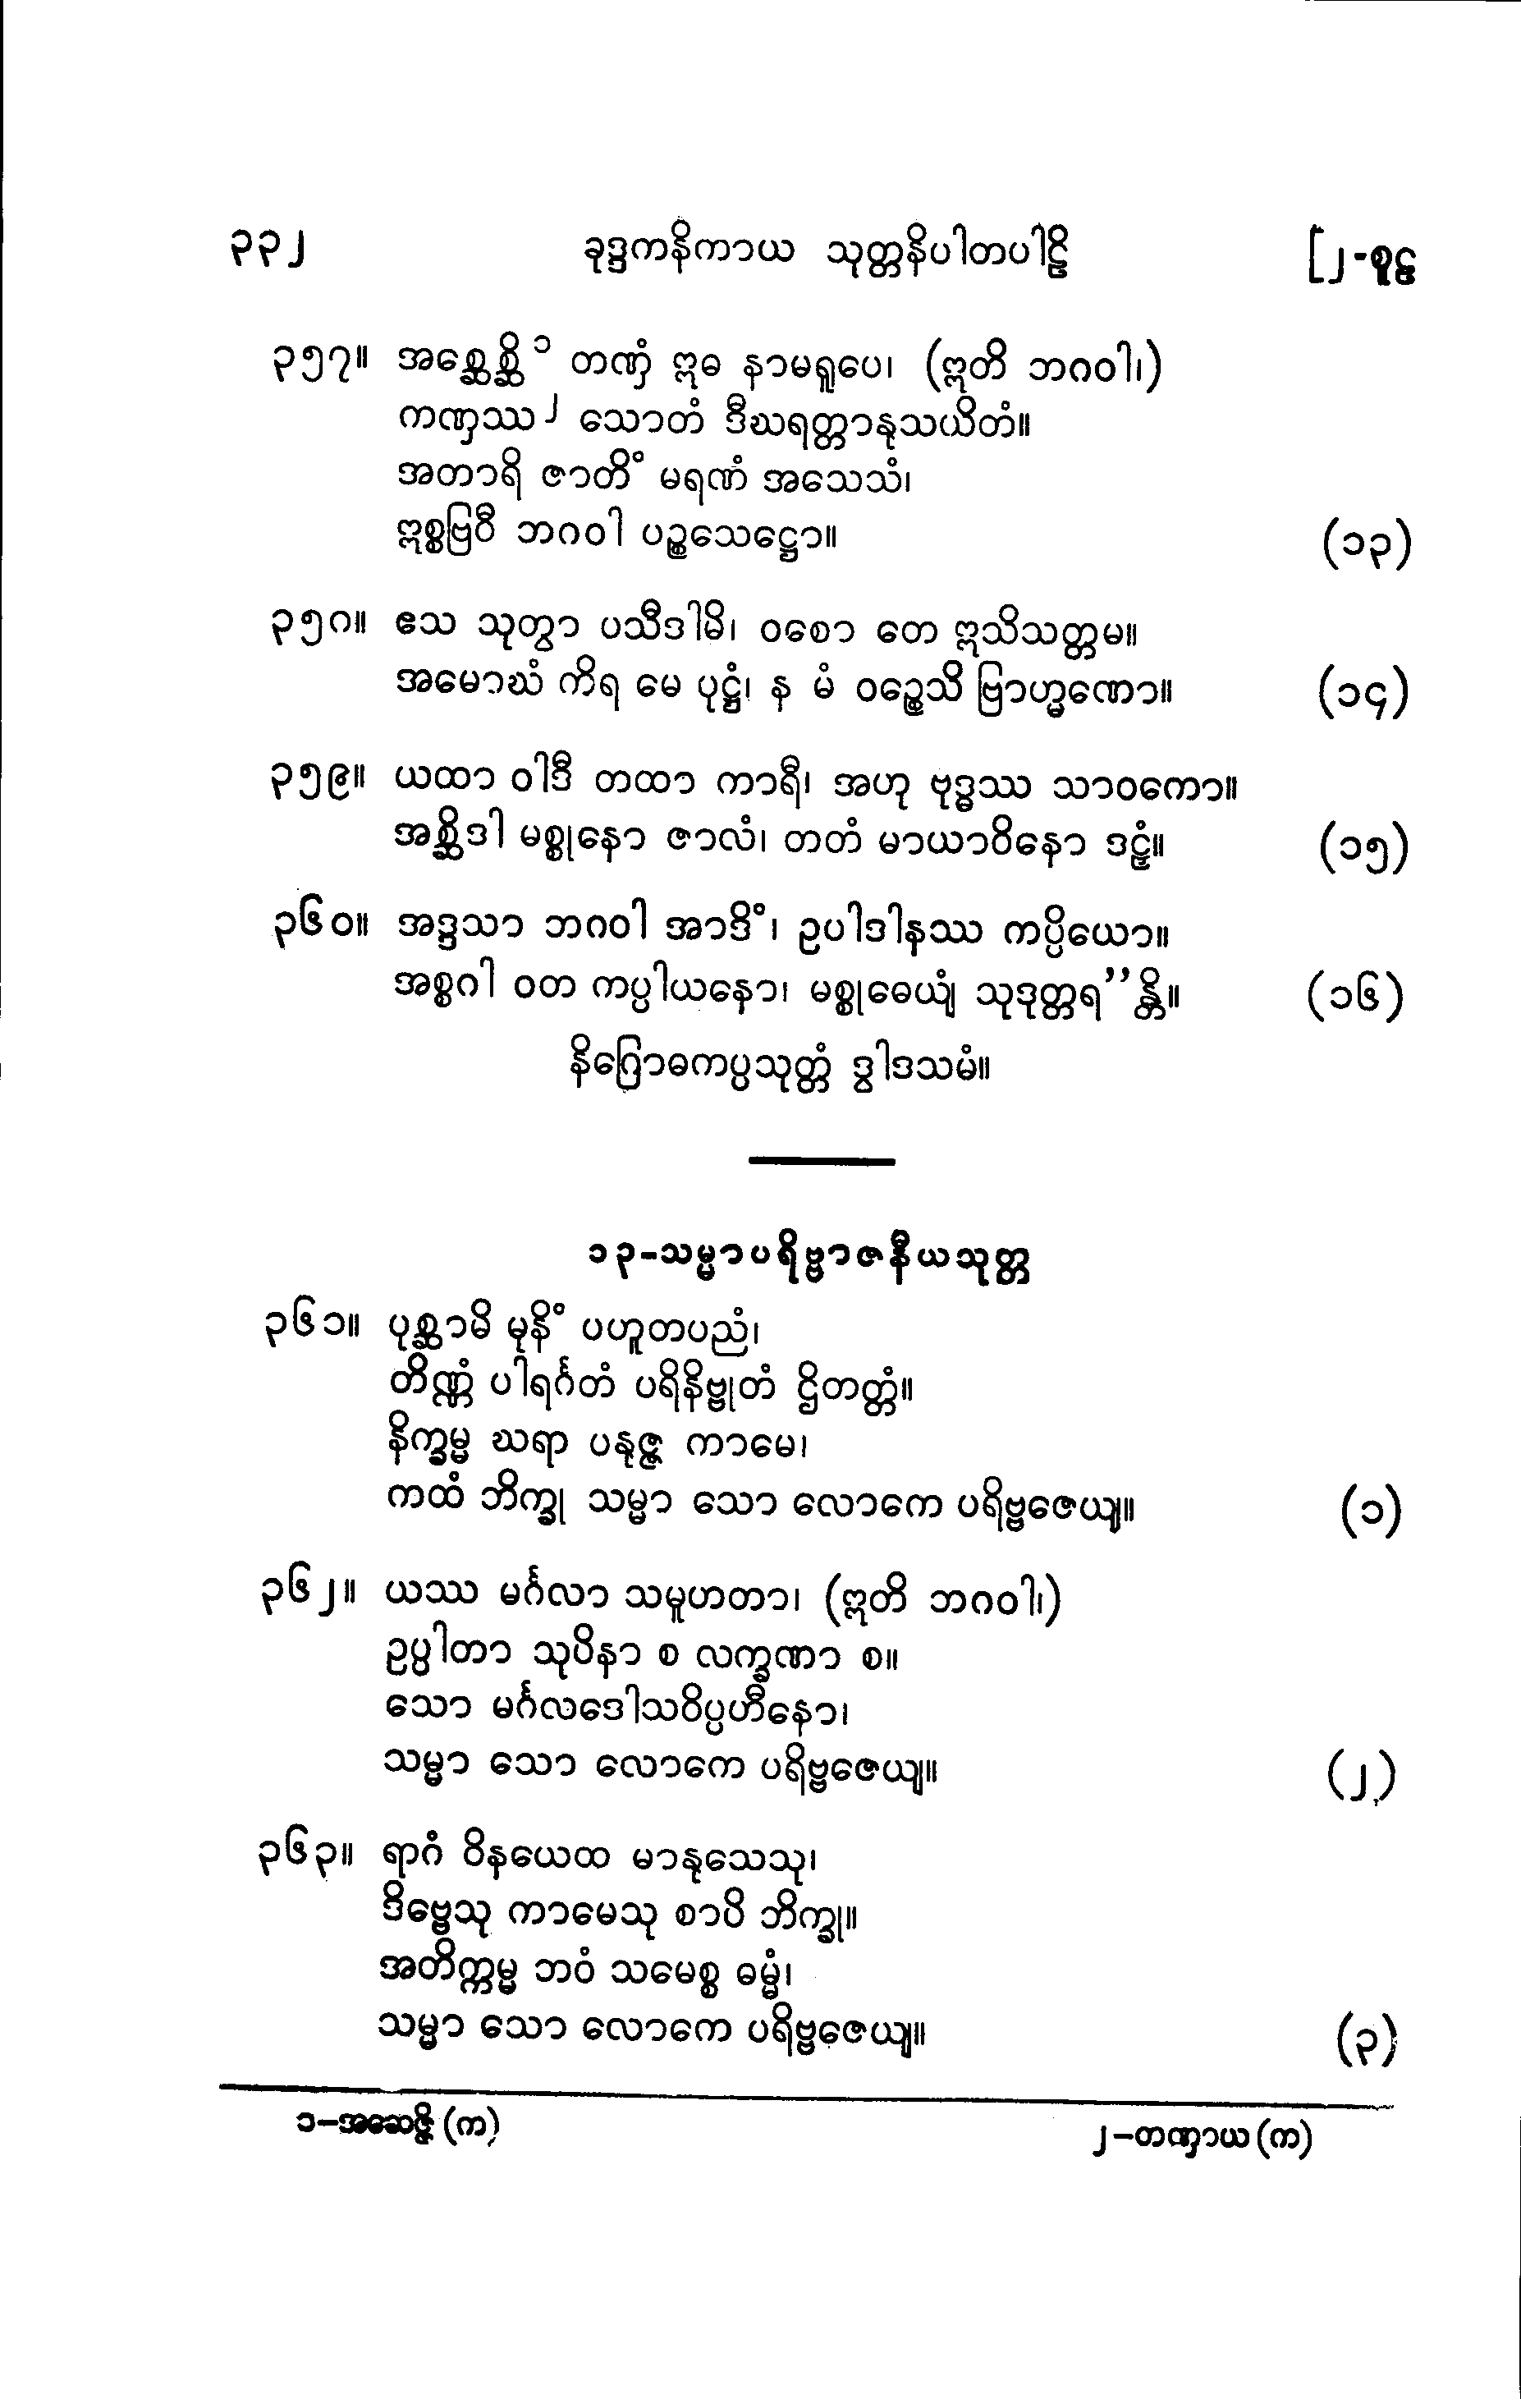 ၃၃၂ ခုဒ္ဒကနိကာယ သုတ္တနိပါတပါဠိ [၂-စူဠ
၃၅၇။ အစ္ဆေစ္ဆိ ၁ တဏှံ ဣဓ နာမရူပေ၊ (ဣတိ ဘဂဝါ၊)
ကဏှဿ ၂ သောတံ ဒီဃရတ္တာနုသယိတံ။
အတာရိ ဇာတိံ မရဏံ အသေသံ၊
ဣစ္စဗြဝီ ဘဂဝါ ပဉ္စသေဋ္ဌော။ (၁၃)
၃၅၈။ ဧသ သုတွာ ပသီဒါမိ၊ ဝစော တေ ဣသိသတ္တမ။
အမောဃံ ကိရ မေ ပုဋ္ဌံ၊ န မံ ဝဉ္စေသိ ဗြာဟ္မဏော။ (၁၄)
၃၅၉။ ယထာ ဝါဒီ တထာ ကာရီ၊ အဟု ဗုဒ္ဓဿ သာဝကော။
အစ္ဆိဒါ မစ္စုနော ဇာလံ၊ တတံ မာယာဝိနော ဒဠှံ။ (၁၅)
၃၆၀။ အဒ္ဒသာ ဘဂဝါ အာဒိံ၊ ဥပါဒါနဿ ကပ္ပိယော။
အစ္စဂါ ဝတ ကပ္ပါယနော၊ မစ္စုဓေယျံ သုဒုတ္တရ’’န္တိ။ (၁၆)
နိဂြောဓကပ္ပသုတ္တံ ဒွါဒသမံ။
၁၃-သမ္မာပရိဗ္ဗာဇနီယသုတ္တ
၃၆၁။ ပုစ္ဆာမိ မုနိံ ပဟူတပညံ၊
တိဏ္ဏံ ပါရင်္ဂတံ ပရိနိဗ္ဗုတံ ဌိတတ္တံ။
နိက္ခမ္မ ဃရာ ပနုဇ္ဇ ကာမေ၊
ကထံ ဘိက္ခု သမ္မာ သော လောကေ ပရိဗ္ဗဇေယျ။ (၁)
၃၆၂။ ယဿ မင်္ဂလာ သမူဟတာ၊ (ဣတိ ဘဂဝါ၊)
ဥပ္ပါတာ သုပိနာ စ လက္ခဏာ စ။
သော မင်္ဂလဒေါသဝိပ္ပဟီနော၊
သမ္မာ သော လောကေ ပရိဗ္ဗဇေယျ။ (၂)
၃၆၃။ ရာဂံ ဝိနယေထ မာနုသေသု၊
ဒိဗ္ဗေသု ကာမေသု စာပိ ဘိက္ခု။
အတိက္ကမ္မ ဘဝံ သမေစ္စ ဓမ္မံ၊
သမ္မာ သော လောကေ ပရိဗ္ဗဇေယျ။ (၃)
၁-အဆေဇ္ဇိ (က) ၂-တဏှာယ (က)